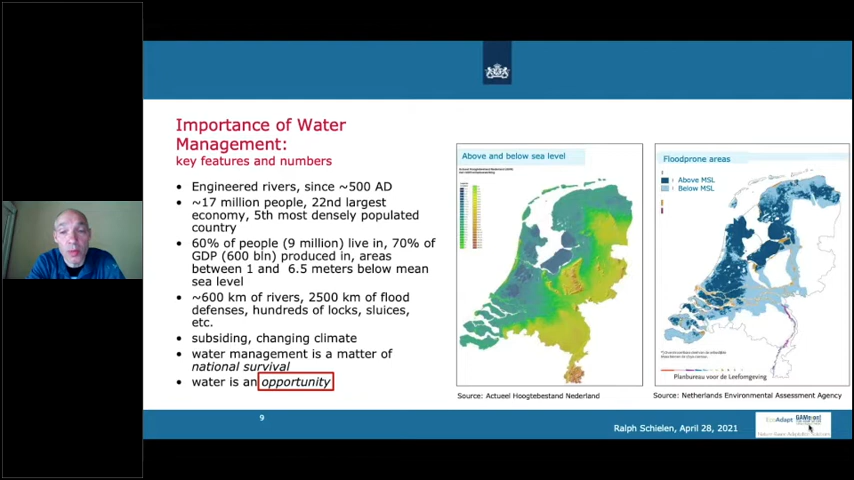 Importance of Water
Management:
key features and numbers
• Engineered rivers, since ~500 AD
• ~17 million people, 22nd largest
economy, 5th most densely populated
country
• 60% of people (9 million) live in, 70% of
GDP (600 bln) produced in, areas
between 1 and 6.5 meters below mean
sea level
• ~600 km of rivers, 2500 km of flood
defenses, hundreds of locks, sluices,
etc.
• subsiding, changing climate
• water management is a matter of
national survival
• water is an opportunity
Above and below sea level
Source: Actueel Hoogtebestand Nederland
Floodprone areas
Above MSL
Below MSL
Planbureau voor de Leefomgeving
Source: Netherlands Environmental Assessment Agency
9
Ralph Schielen, April 28, 2021